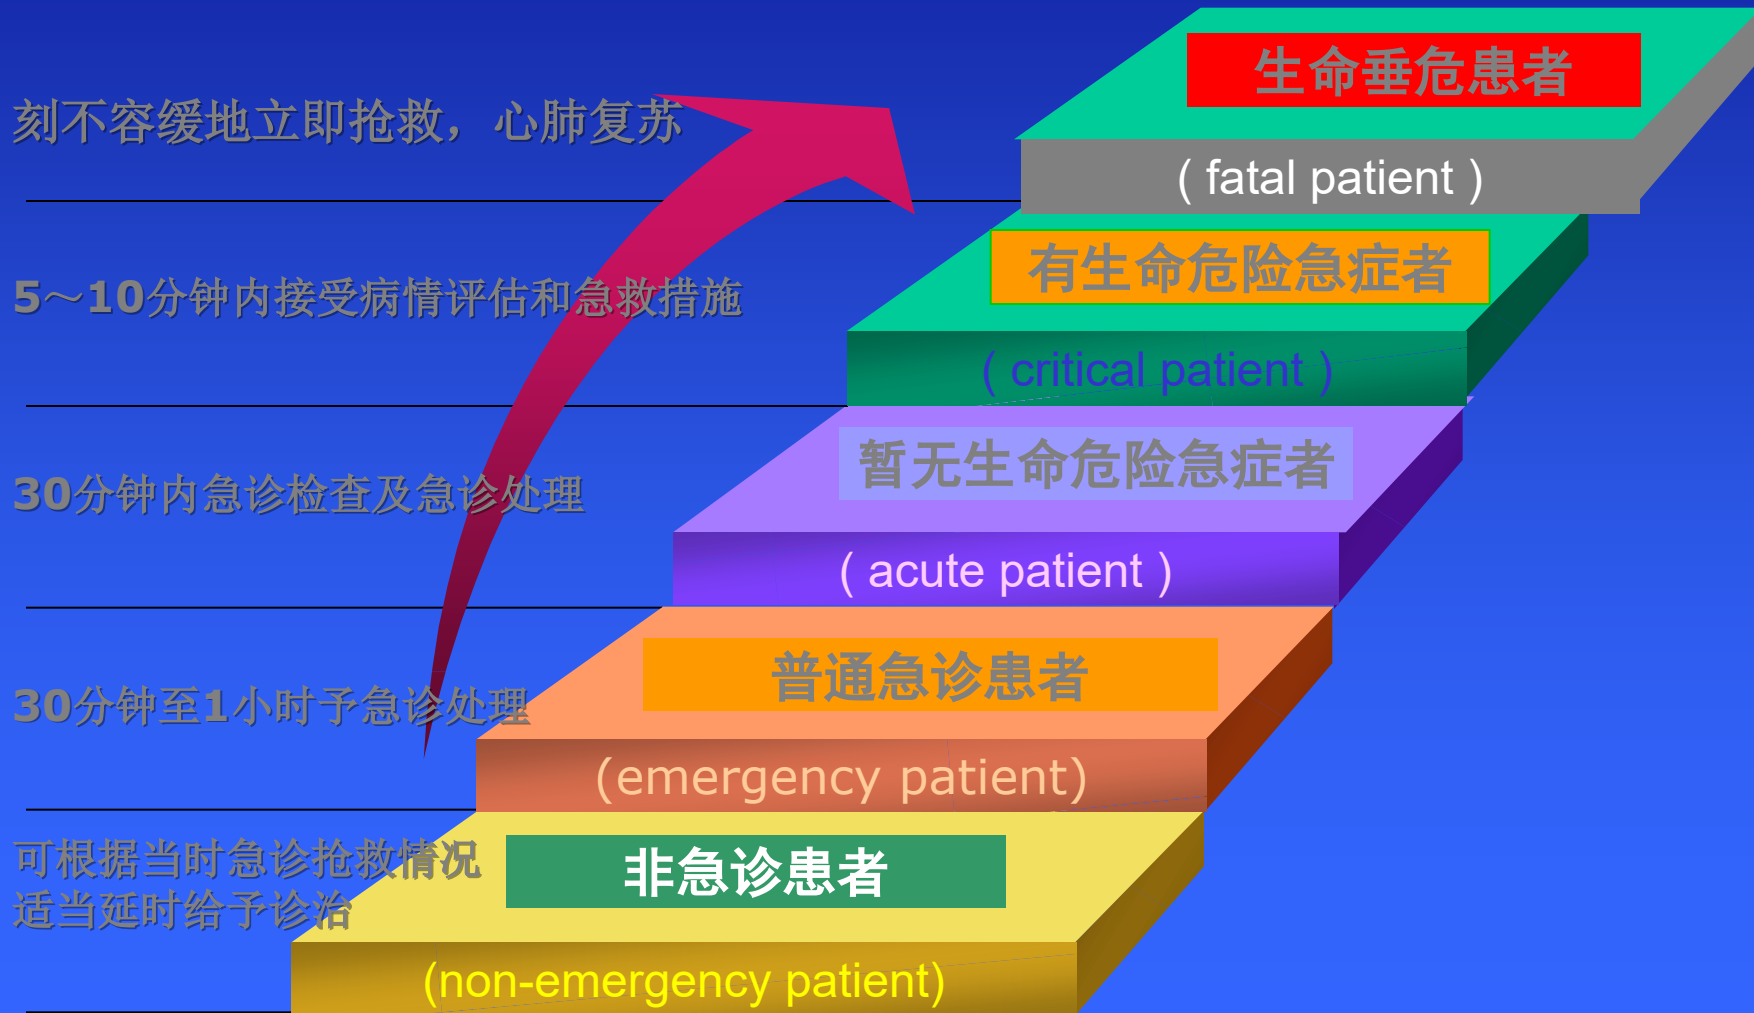 生命垂危患者
刻不容缓地立即抢救，心肺复苏
( fatal patient )
有生命危险急症者
5～10分钟内接受病情评估和急救措施
( critical patient )
暂无生命危险急症者
30分钟内急诊检查及急诊处理
( acute patient )
普通急诊患者
30分钟至1小时予急诊处理
(emergency patient)
可根据当时急诊抢救情况
适当延时给予诊治
非急诊患者
(non-emergency patient)